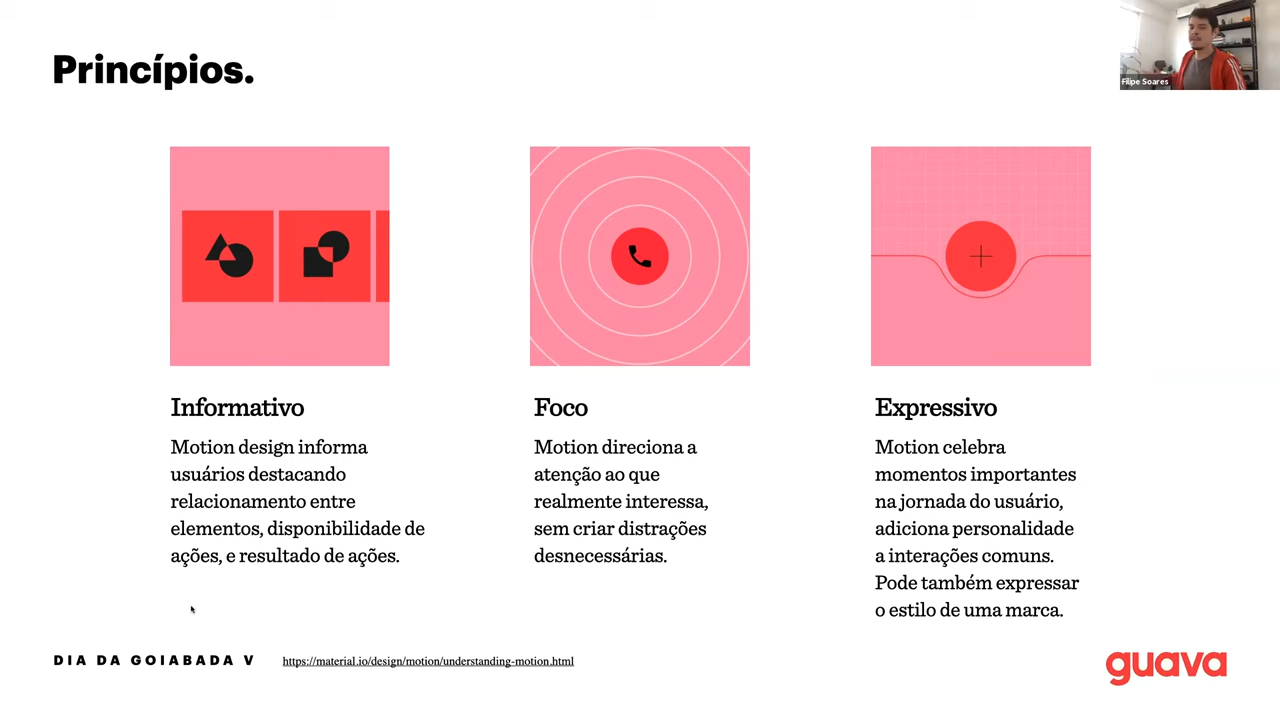 Princípios.
Filipe Soares
Informativo
Motion design informa
usuários destacando
relacionamento entre
elementos, disponibilidade de
ações, e resultado de ações.
Foco
Motion direciona a
atenção ao que
realmente interessa,
sem criar distrações
desnecessárias.
Expressivo
Motion celebra
momentos importantes
na jornada do usuário,
adiciona personalidade
a interações comuns.
Pode também expressar
o estilo de uma marca.
DIA DA GOIABADA V
https://material.io/design/motion/understanding-motion.html
guava